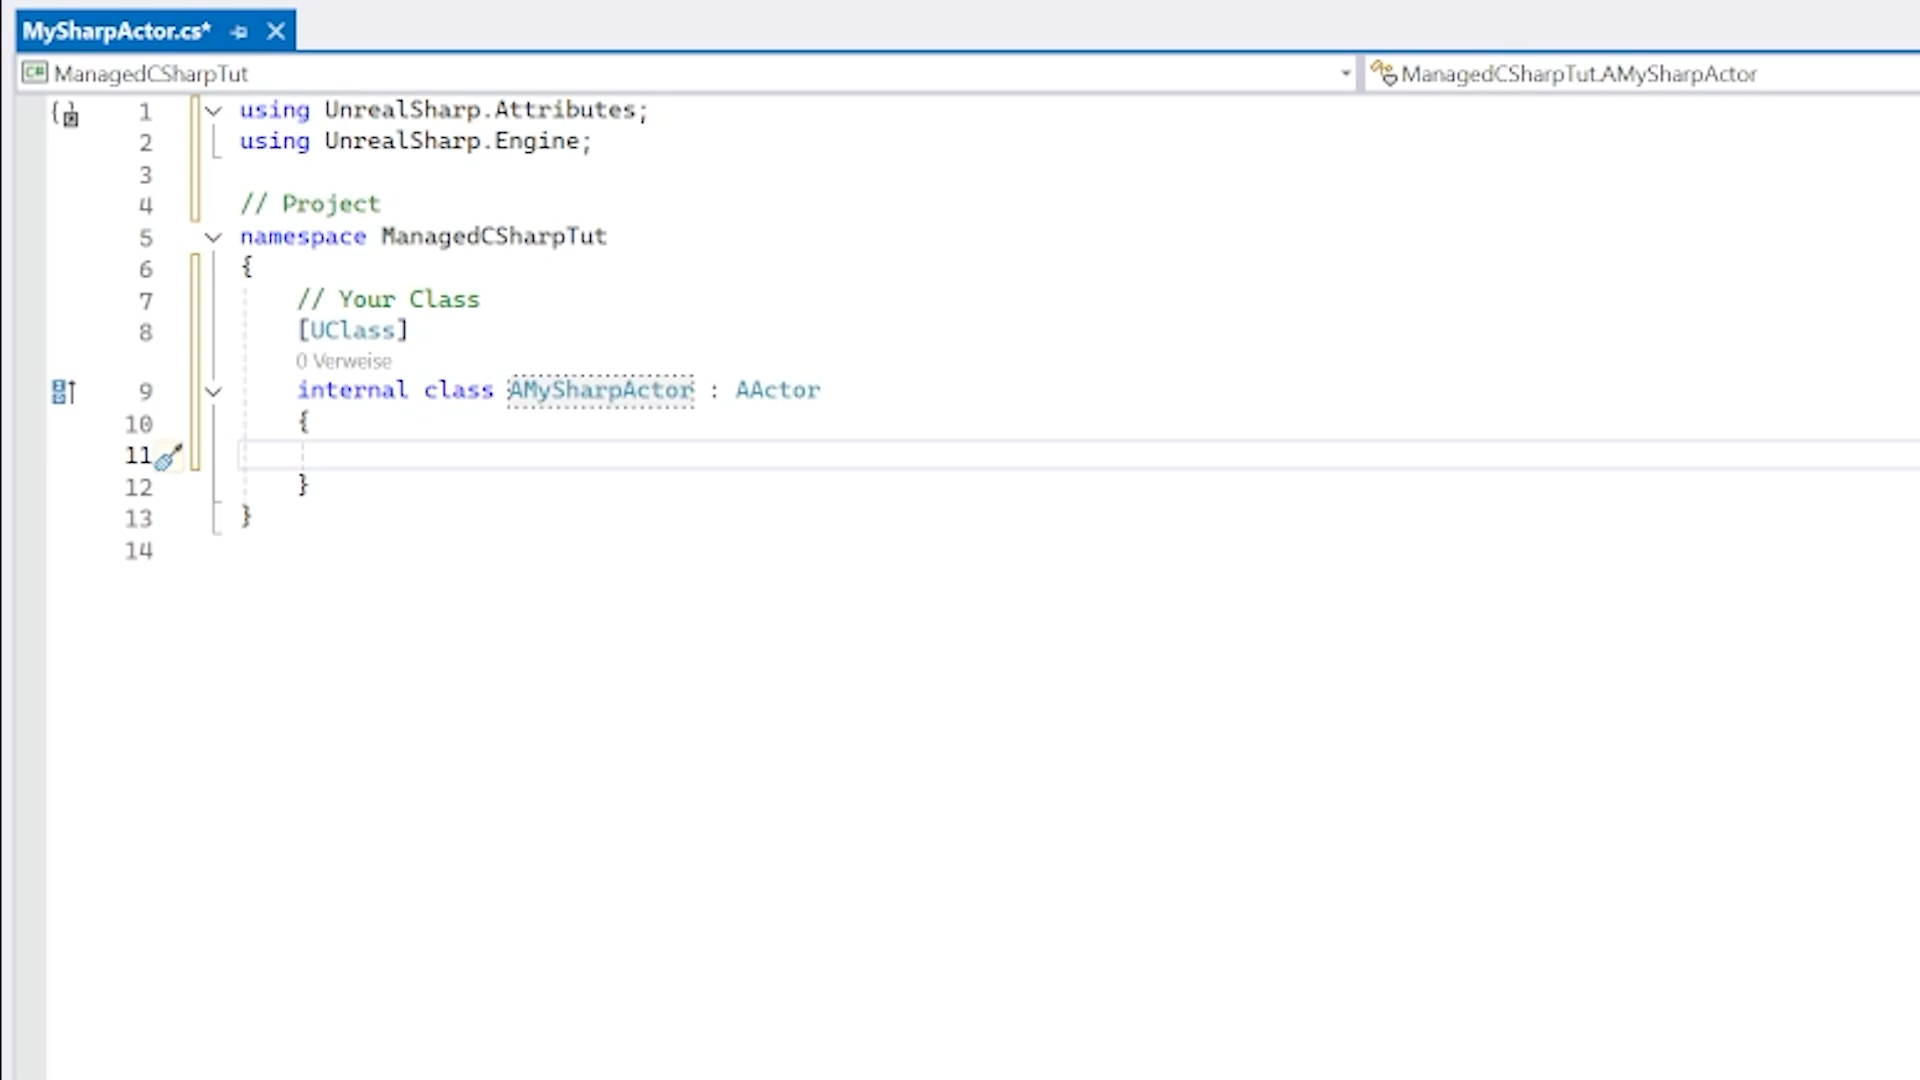 MySharpActor.cs*
ManagedCSharpTut
ManagedCSharpTut.AMySharpActor
1 using UnrealSharp.Attributes;
2 using UnrealSharp.Engine;
3
4 // Project
5 namespace ManagedCSharpTut
6 {
7 // Your Class
8 [UClass]
0 Verweise
9 internal class AMySharpActor : AActor
10 {
11
12 }
13 }
14